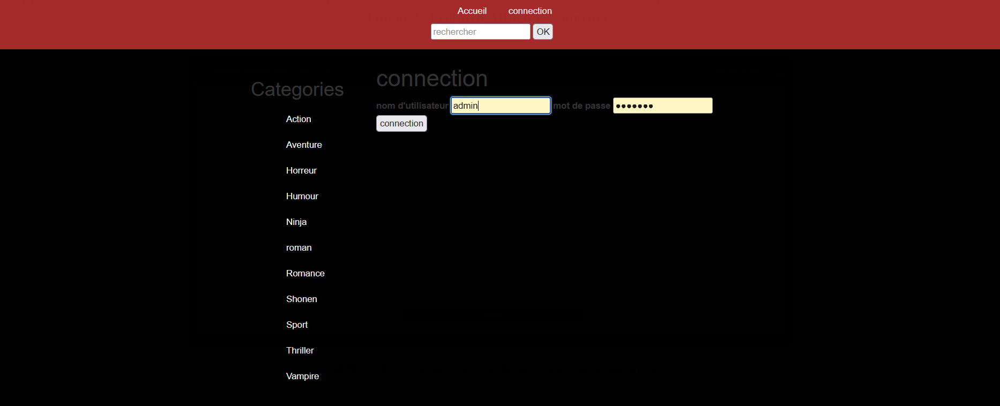 Accueil connection
rechercher OK
Categories
Action
Aventure
Horreur
Humour
Ninja
roman
Romance
Shonen
Sport
Thriller
Vampire
connection
nom d'utilisateur admin mot de passe •••••••
connection